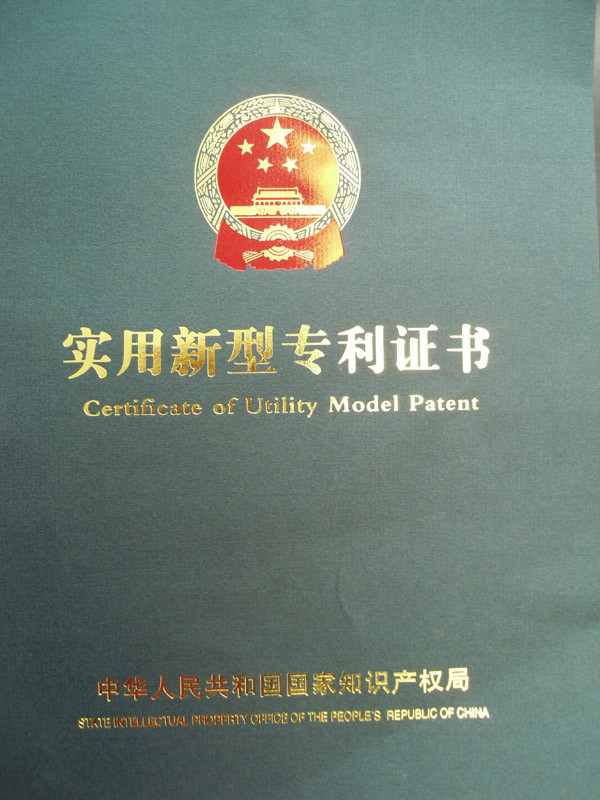 实用新型专利证书
Certificate of Utility Model Patent
中华人民共和国国家知识产权局
STATE INTELLECTUAL PROPERTY OFFICE OF THE PEOPLE'S REPUBLIC OF CHINA